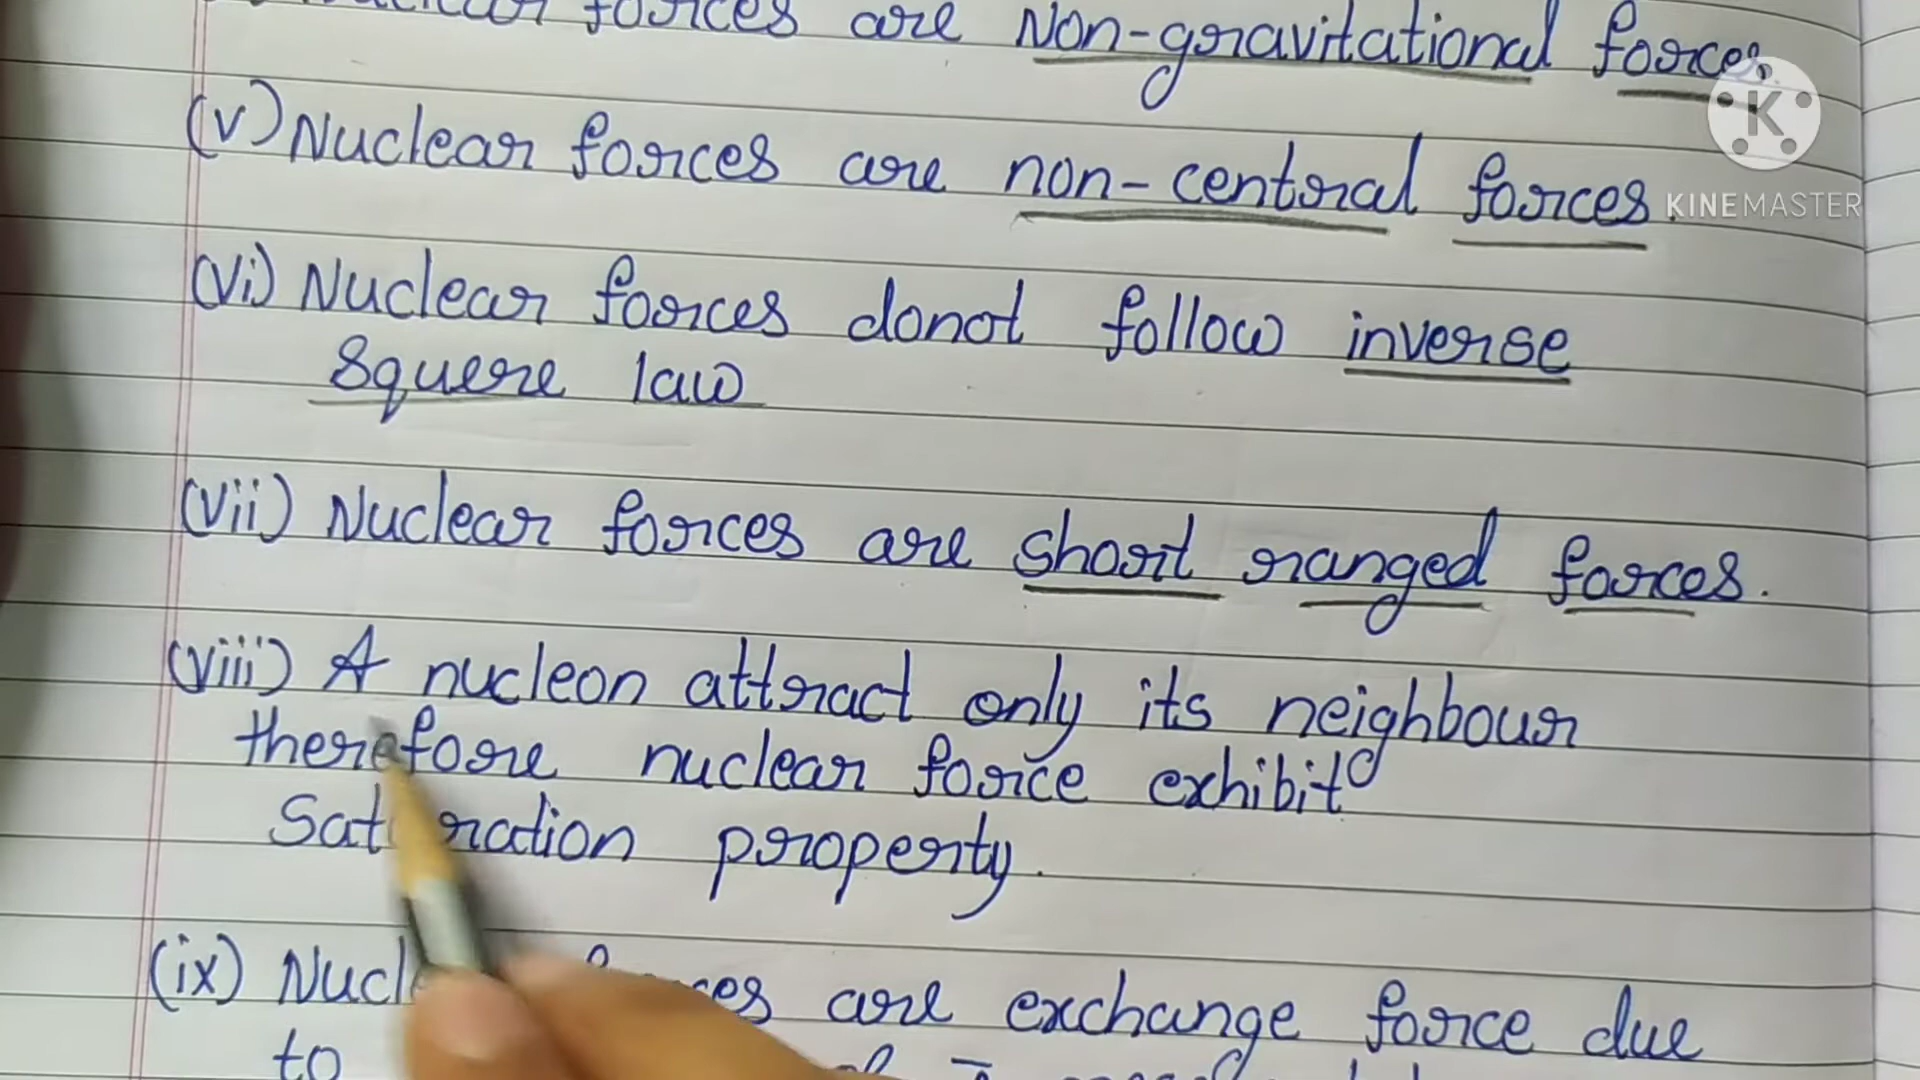 forces are Non-gravitational forces.
(v) Nuclear forces are non-central forces.
KINEMASTER
(vi) Nuclear forces donot follow inverse
squere law
(vii) Nuclear forces are short ranged forces.
(viii) A nucleon attract only its neighbour
therefore nuclear force exhibit
Saturation property.
(ix) are exchange force due
to